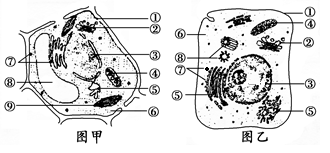 ① ② ③ ④ ⑤ ⑥ ⑦ ⑧ ⑨
图甲
① ④ ② ③ ⑤ ⑥ ⑦ ⑤
图乙